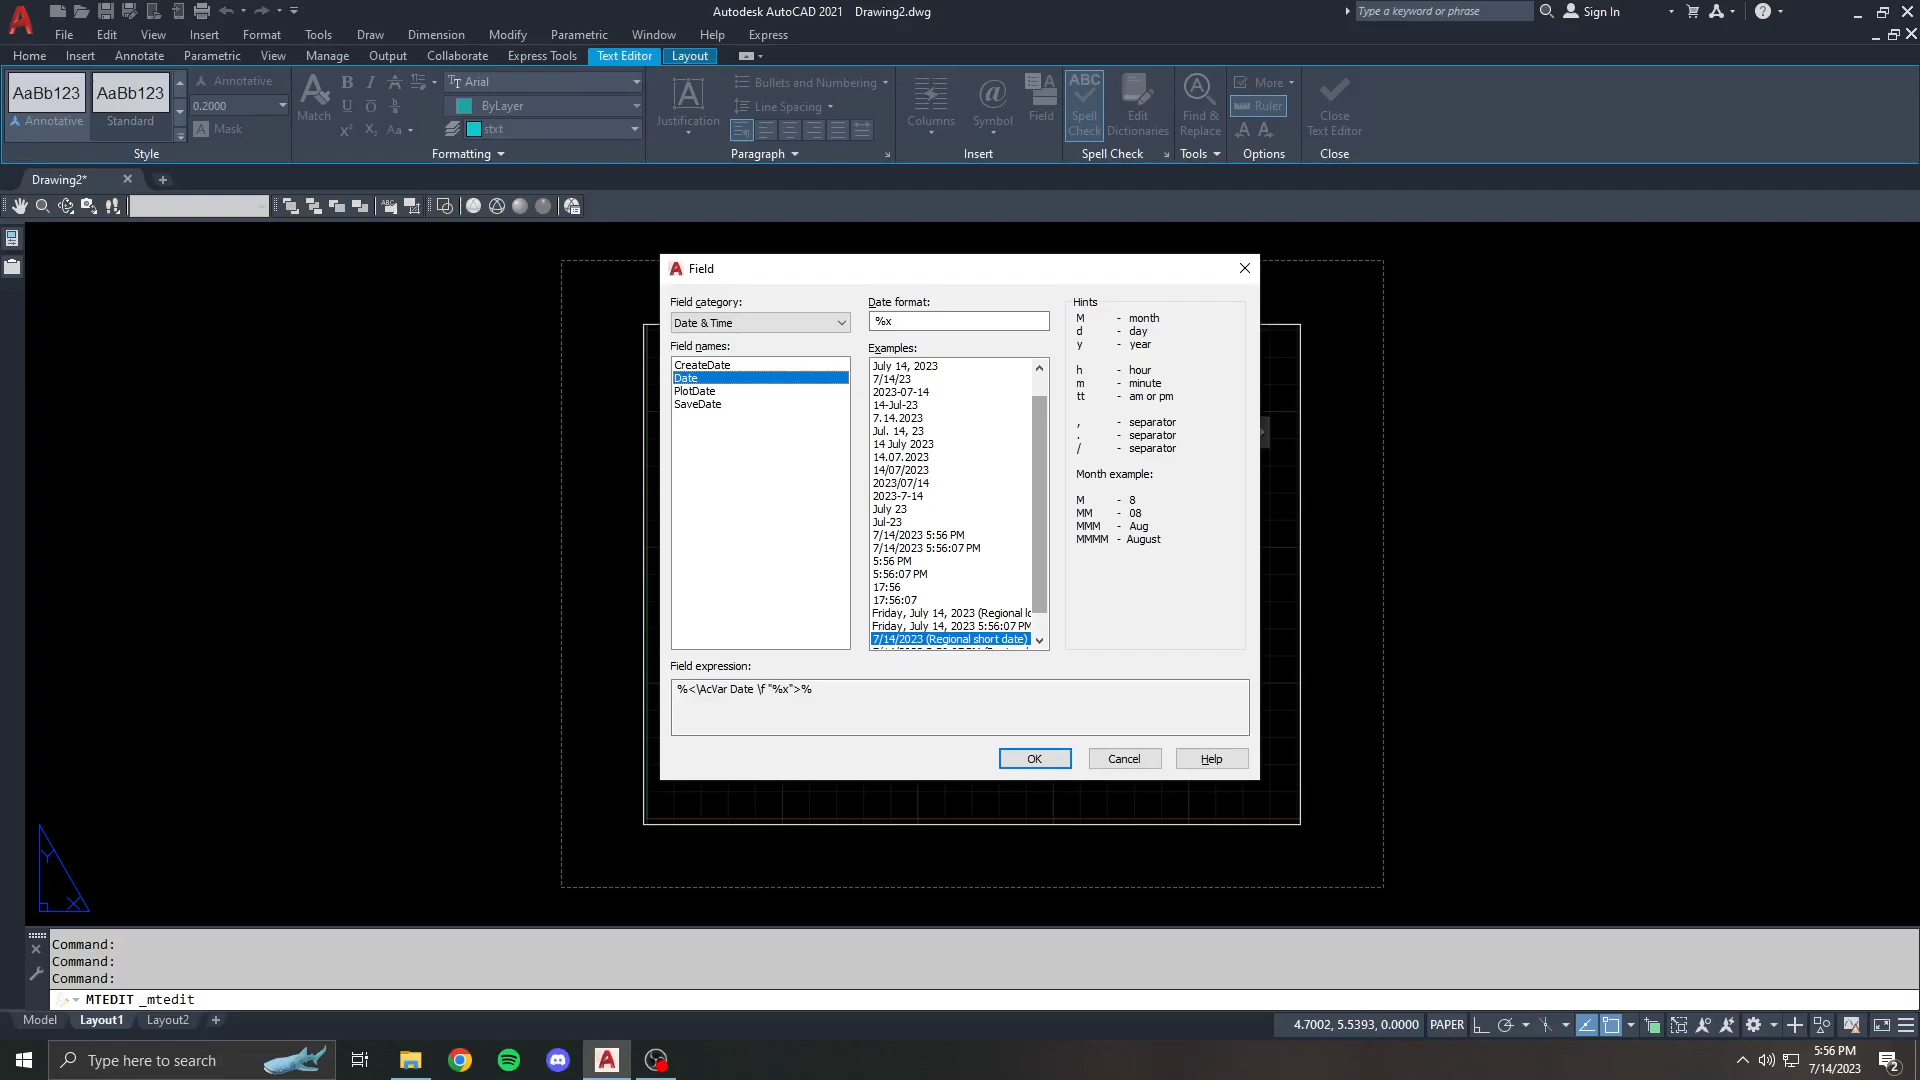 Autodesk AutoCAD 2021 Drawing2.dwg
Type a keyword or phrase
Sign In
File Edit View Insert Format Tools Draw Dimension Modify Parametric Window Help Express
Home Insert Annotate Parametric View Manage Output Collaborate Express Tools Text Editor Layout
AaBb123 AaBb123
Annotative Standard
Annotative
0.2000
Mask
Style
Match
B I A
U O
X² X₂ Aa
Arial
ByLayer
stxt
Formatting
Justification
Bullets and Numbering
Line Spacing
Paragraph
Columns Symbol Field
Insert
ABC
Spell Check
Edit Dictionaries
Spell Check
Find & Replace
Tools
More
Ruler
Options
Close Text Editor
Close
Drawing2*
Field
Field category:
Date & Time
Field names:
CreateDate
Date
PlotDate
SaveDate
Date format:
%x
Examples:
July 14, 2023
7/14/23
2023-07-14
14-Jul-23
7.14.2023
Jul. 14, 23
14 July 2023
14.07.2023
14/07/2023
2023/07/14
2023-7-14
July 23
Jul-23
7/14/2023 5:56 PM
7/14/2023 5:56:07 PM
5:56 PM
5:56:07 PM
17:56
17:56:07
Friday, July 14, 2023 (Regional lo
Friday, July 14, 2023 5:56:07 PM
7/14/2023 (Regional short date)
Hints
M - month
d - day
y - year
h - hour
m - minute
tt - am or pm
, - separator
. - separator
/ - separator
Month example:
M - 8
MM - 08
MMM - Aug
MMMM - August
Field expression:
%<\AcVar Date \f "%x">%
OK Cancel Help
Y
X
Command:
Command:
Command:
MTEDIT _mtedit
Model Layout1 Layout2
4.7002, 5.5393, 0.0000 PAPER
Type here to search
5:56 PM
7/14/2023
2